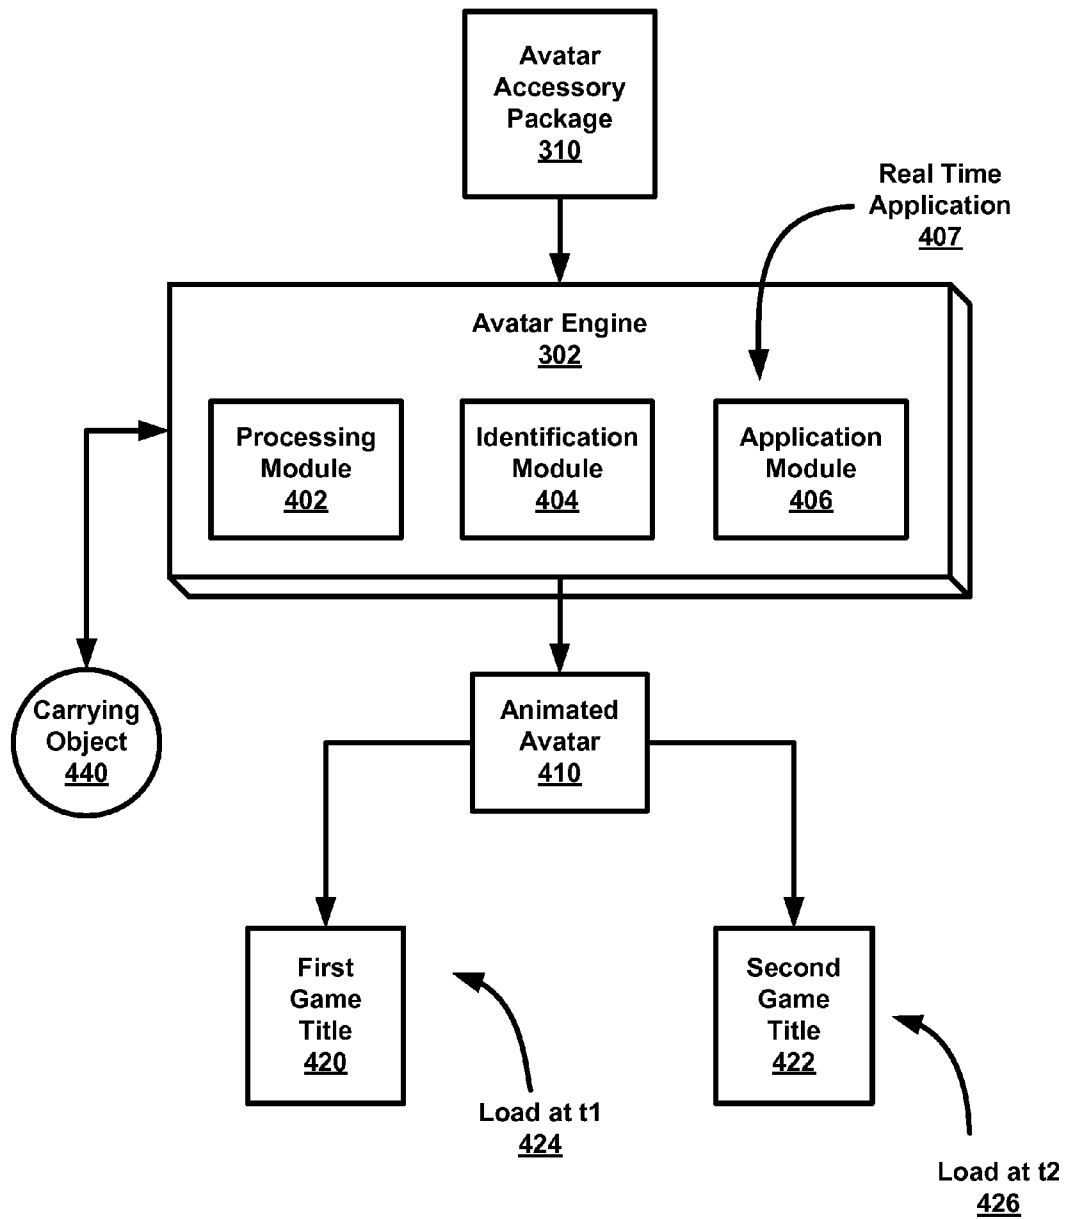 Avatar
Accessory
Package
310
Real Time
Application
407
Avatar Engine
302
Processing
Module
402
Identification
Module
404
Application
Module
406
Carrying
Object
440
Animated
Avatar
410
First
Game
Title
420
Second
Game
Title
422
Load at t1
424
Load at t2
426